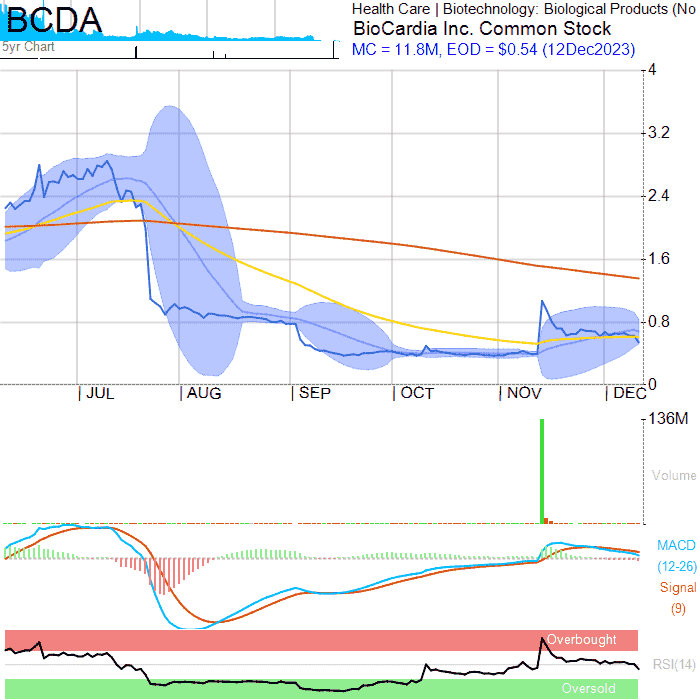 BCDA
5yr Chart
Health Care | Biotechnology: Biological Products (No
BioCardia Inc. Common Stock
MC = 11.8M, EOD = $0.54 (12Dec2023)
4
3.2
2.4
1.6
0.8
0
| JUL | AUG | SEP | OCT | NOV | DEC
136M
Volume
MACD
(12-26)
Signal
(9)
Overbought
RSI(14)
Oversold